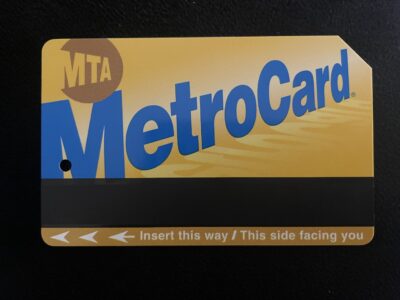 MTA
MetroCard®
Insert this way / This side facing you